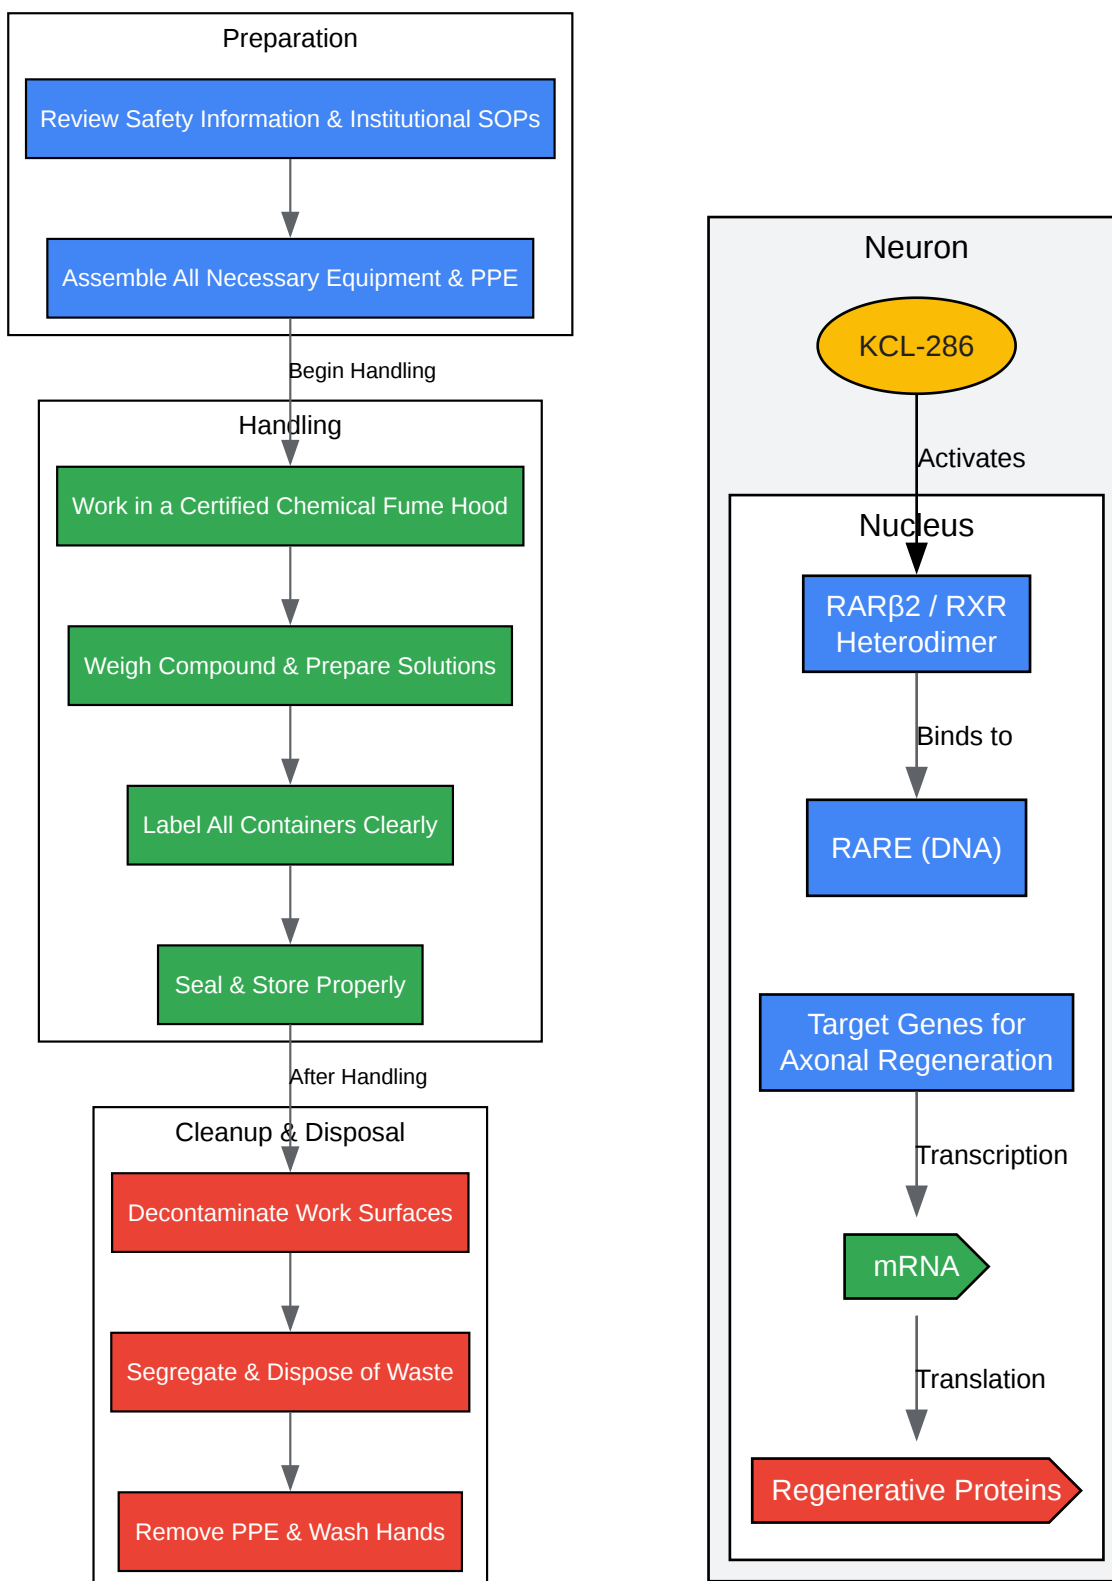 Preparation
Review Safety Information & Institutional SOPs
Assemble All Necessary Equipment & PPE
Begin Handling
Handling
Work in a Certified Chemical Fume Hood
Weigh Compound & Prepare Solutions
Label All Containers Clearly
Seal & Store Properly
After Handling
Cleanup & Disposal
Decontaminate Work Surfaces
Segregate & Dispose of Waste
Remove PPE & Wash Hands
Neuron
KCL-286
Activates
Nucleus
RARβ2 / RXR
Heterodimer
Binds to
RARE (DNA)
Target Genes for
Axonal Regeneration
Transcription
mRNA
Translation
Regenerative Proteins